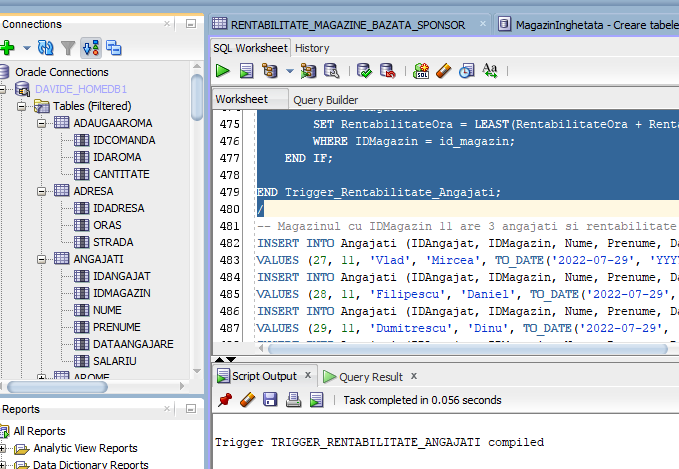 Connections
RENTABILITATE_MAGAZINE_BAZATA_SPONSOR
MagazinInghetata - Creare tabele
SQL Worksheet History
Oracle Connections
DAVIDE_HOMEDB1
Tables (Filtered)
ADAUGAAROMA
IDCOMANDA
IDAROMA
CANTITATE
ADRESA
IDADRESA
ORAS
STRADA
ANGAJATI
IDANGAJAT
IDMAGAZIN
NUME
PRENUME
DATAANGAJARE
SALARIU
AROME
SQL
Aa
Worksheet Query Builder
475 SET RentabilitateOra = LEAST(RentabilitateOra + Renta
476 WHERE IDMagazin = id_magazin;
477 END IF;
478
479 END Trigger_Rentabilitate_Angajati;
480 /
481 -- Magazinul cu IDMagazin 11 are 3 angajati si rentabilitate
482 INSERT INTO Angajati (IDAngajat, IDMagazin, Nume, Prenume, Da
483 VALUES (27, 11, 'Vlad', 'Mircea', TO_DATE('2022-07-29', 'YYY
484 INSERT INTO Angajati (IDAngajat, IDMagazin, Nume, Prenume, Da
485 VALUES (28, 11, 'Filipescu', 'Daniel', TO_DATE('2022-07-29',
486 INSERT INTO Angajati (IDAngajat, IDMagazin, Nume, Prenume, Da
487 VALUES (29, 11, 'Dumitrescu', 'Dinu', TO_DATE('2022-07-29', '
Script Output x Query Result x
Task completed in 0.056 seconds
Trigger TRIGGER_RENTABILITATE_ANGAJATI compiled
Reports
All Reports
Analytic View Reports
Data Dictionary Reports